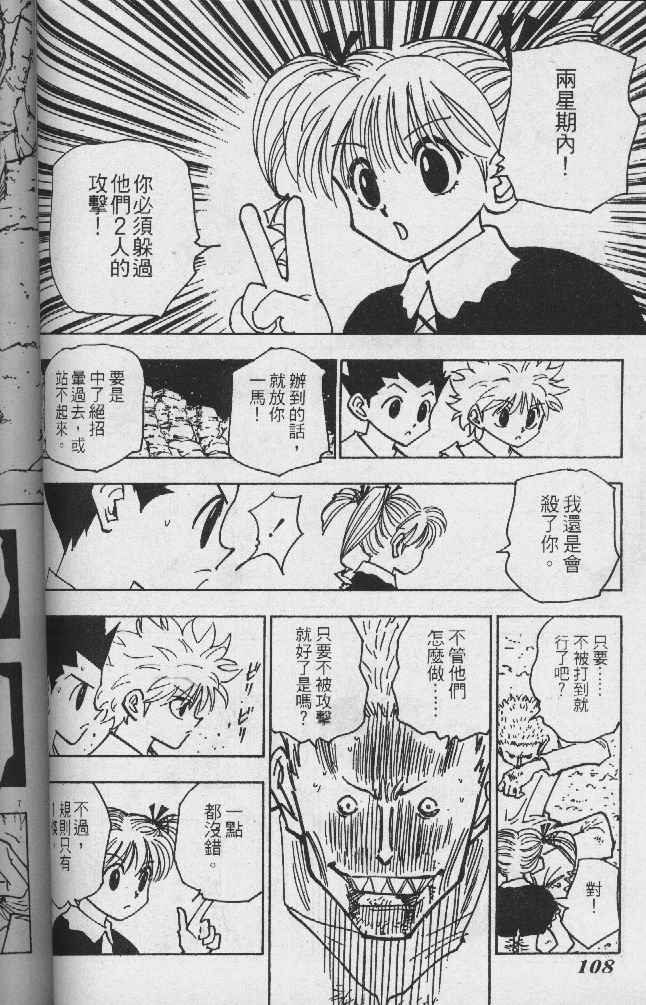 兩星期內！
你必須躲過
他們2人的
攻擊！
辦到的話，
就放你
一馬！
要是
中了絕招
暈過去，或
站不起來。
我還是會
殺了你。
！
只要……
不被打到就
行了吧？
對！
不管他們
怎麼做……
只要不被攻擊
就好了是嗎？
ビリ
ビリ
一點
都沒錯。
不過，
規則只有
108